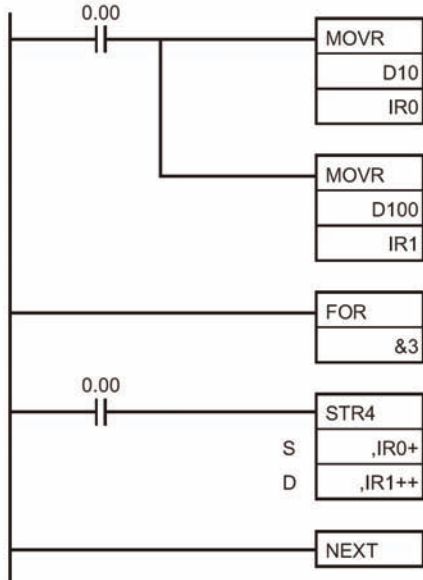 0.00
MOVR
D10
IR0
MOVR
D100
IR1
FOR
&3
0.00
STR4
S ,IR0+
D ,IR1++
NEXT